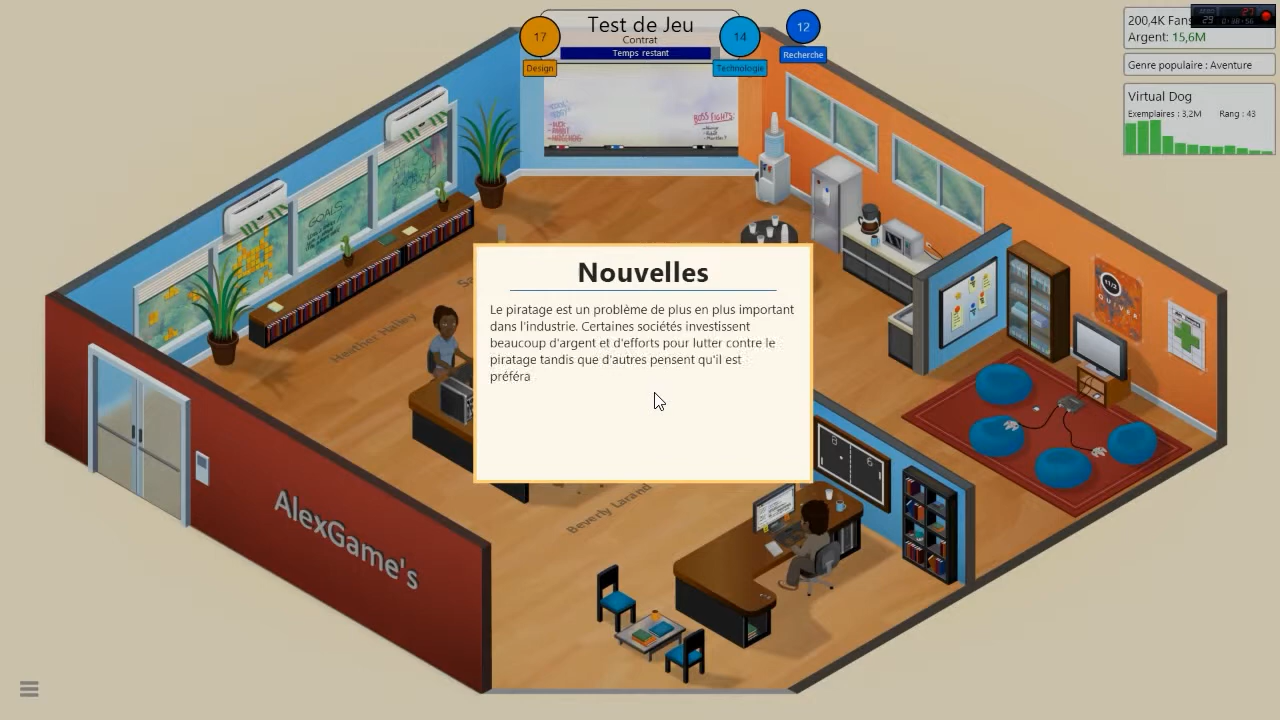 Test de Jeu
Contrat
Temps restant
17
Design
14
Technologie
12
Recherche
200,4K Fans
Argent: 15,6M
Genre populaire : Aventure
Virtual Dog
Exemplaires : 3,2M
Rang : 43
BOSS FIGHTS:
GOALS:
Heather Halley
Nouvelles
Le piratage est un problème de plus en plus important
dans l'industrie. Certaines sociétés investissent
beaucoup d'argent et d'efforts pour lutter contre le
piratage tandis que d'autres pensent qu'il est
préféra
Beverly Larand
AlexGame's